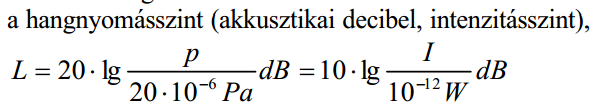 a hangnyomásszint (akkusztikai decibel, intenzitásszint),
L = 20 · lg p / (20 · 10⁻⁶ Pa) dB = 10 · lg I / (10⁻¹² W) dB